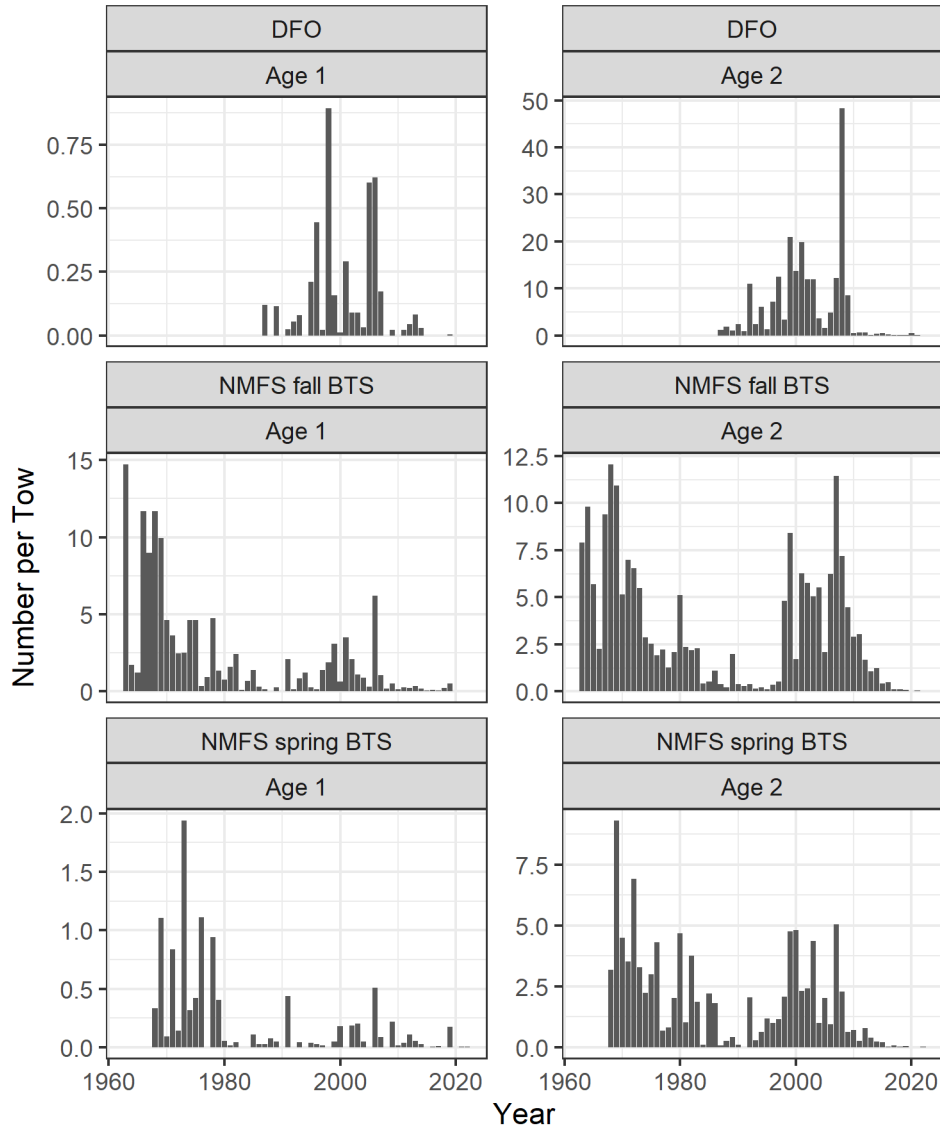 DFO
Age 1
0.75
0.50
0.25
0.00
DFO
Age 2
50
40
30
20
10
0
NMFS fall BTS
Age 1
15
10
5
0
NMFS fall BTS
Age 2
12.5
10.0
7.5
5.0
2.5
0.0
NMFS spring BTS
Age 1
2.0
1.5
1.0
0.5
0.0
1960 1980 2000 2020
NMFS spring BTS
Age 2
7.5
5.0
2.5
0.0
1960 1980 2000 2020
Number per Tow
Year